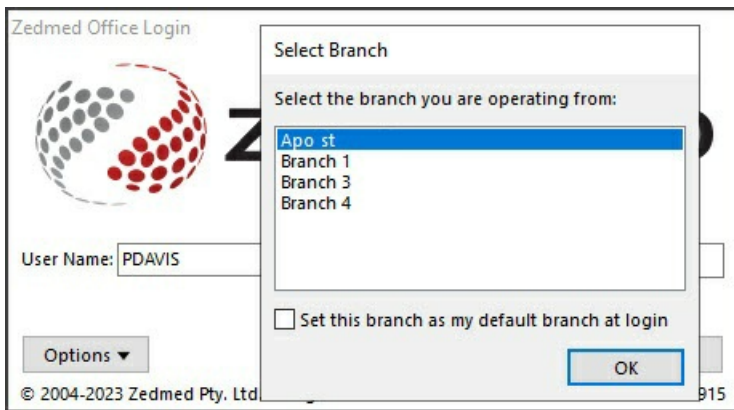 Zedmed Office Login
Select Branch
Select the branch you are operating from:
Apo st
Branch 1
Branch 3
Branch 4
User Name: PDAVIS
Set this branch as my default branch at login
Options ▼
OK
© 2004-2023 Zedmed Pty. Ltd.
915